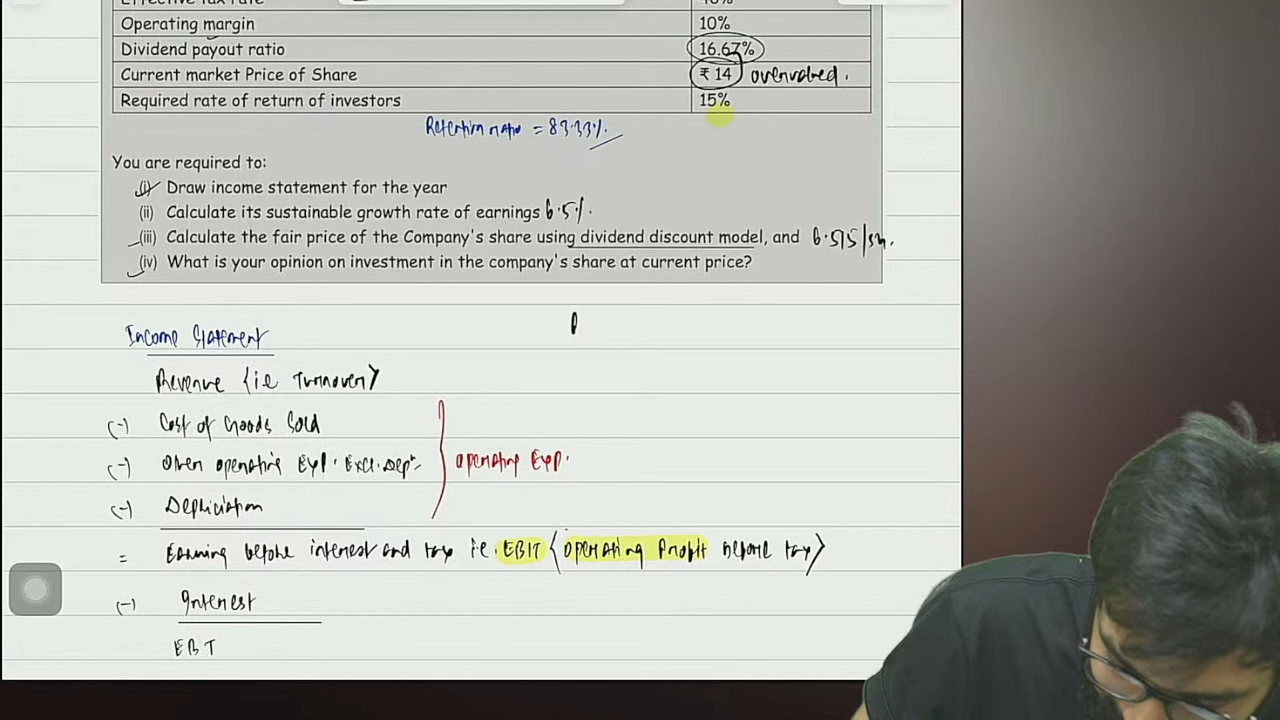 Effective tax rate 40%
Operating margin 10%
Dividend payout ratio 16.67%
Current market Price of Share ₹ 14 overvalued.
Required rate of return of investors 15%
Retention ratio = 83.33%
You are required to:
(i) Draw income statement for the year
(ii) Calculate its sustainable growth rate of earnings 6.5%.
(iii) Calculate the fair price of the Company's share using dividend discount model, and 6.515/sh.
(iv) What is your opinion on investment in the company's share at current price?
Income Statement
Revenue {i.e Turnover}
(-) Cost of Goods Sold
(-) Other operating Exp. Excl. Depn
operating Exp.
(-) Depriciation
= Earning before interest and tax i.e. EBIT {operating Profit before tax}
(-) Interest
EBT